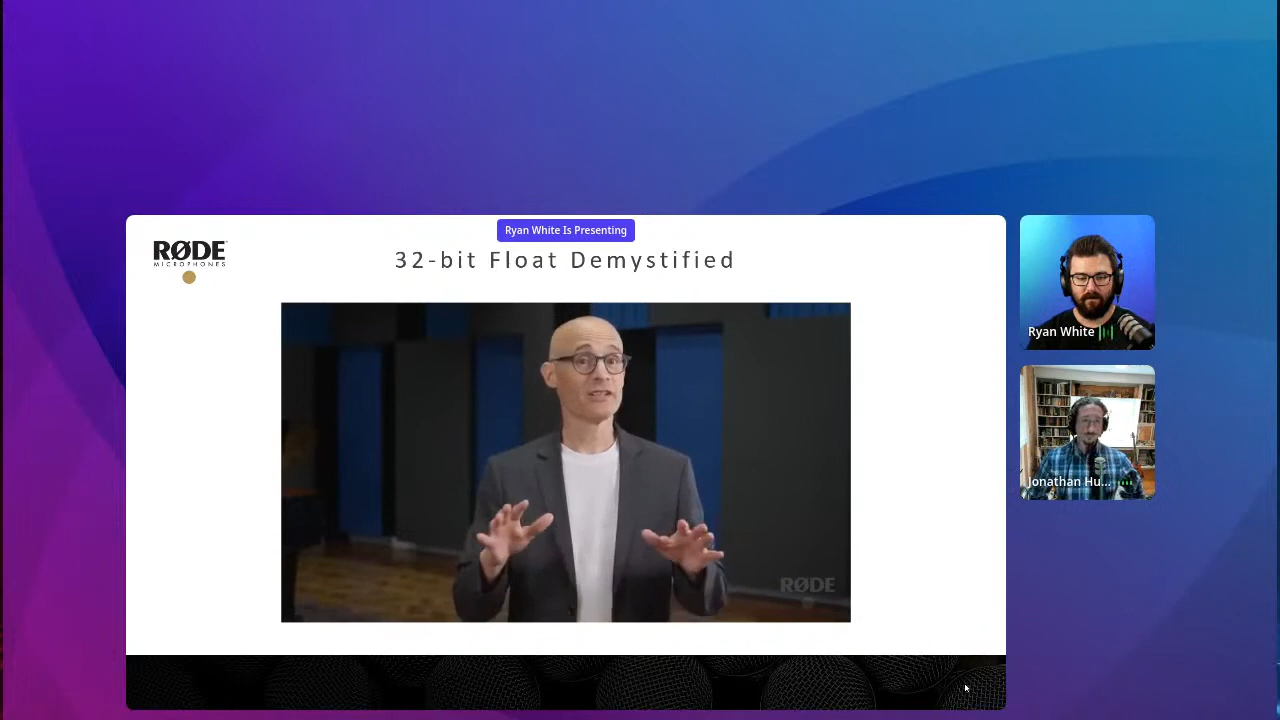 Ryan White Is Presenting
RØDE
MICROPHONES
32-bit Float Demystified
RØDE
Ryan White
Jonathan Hu...